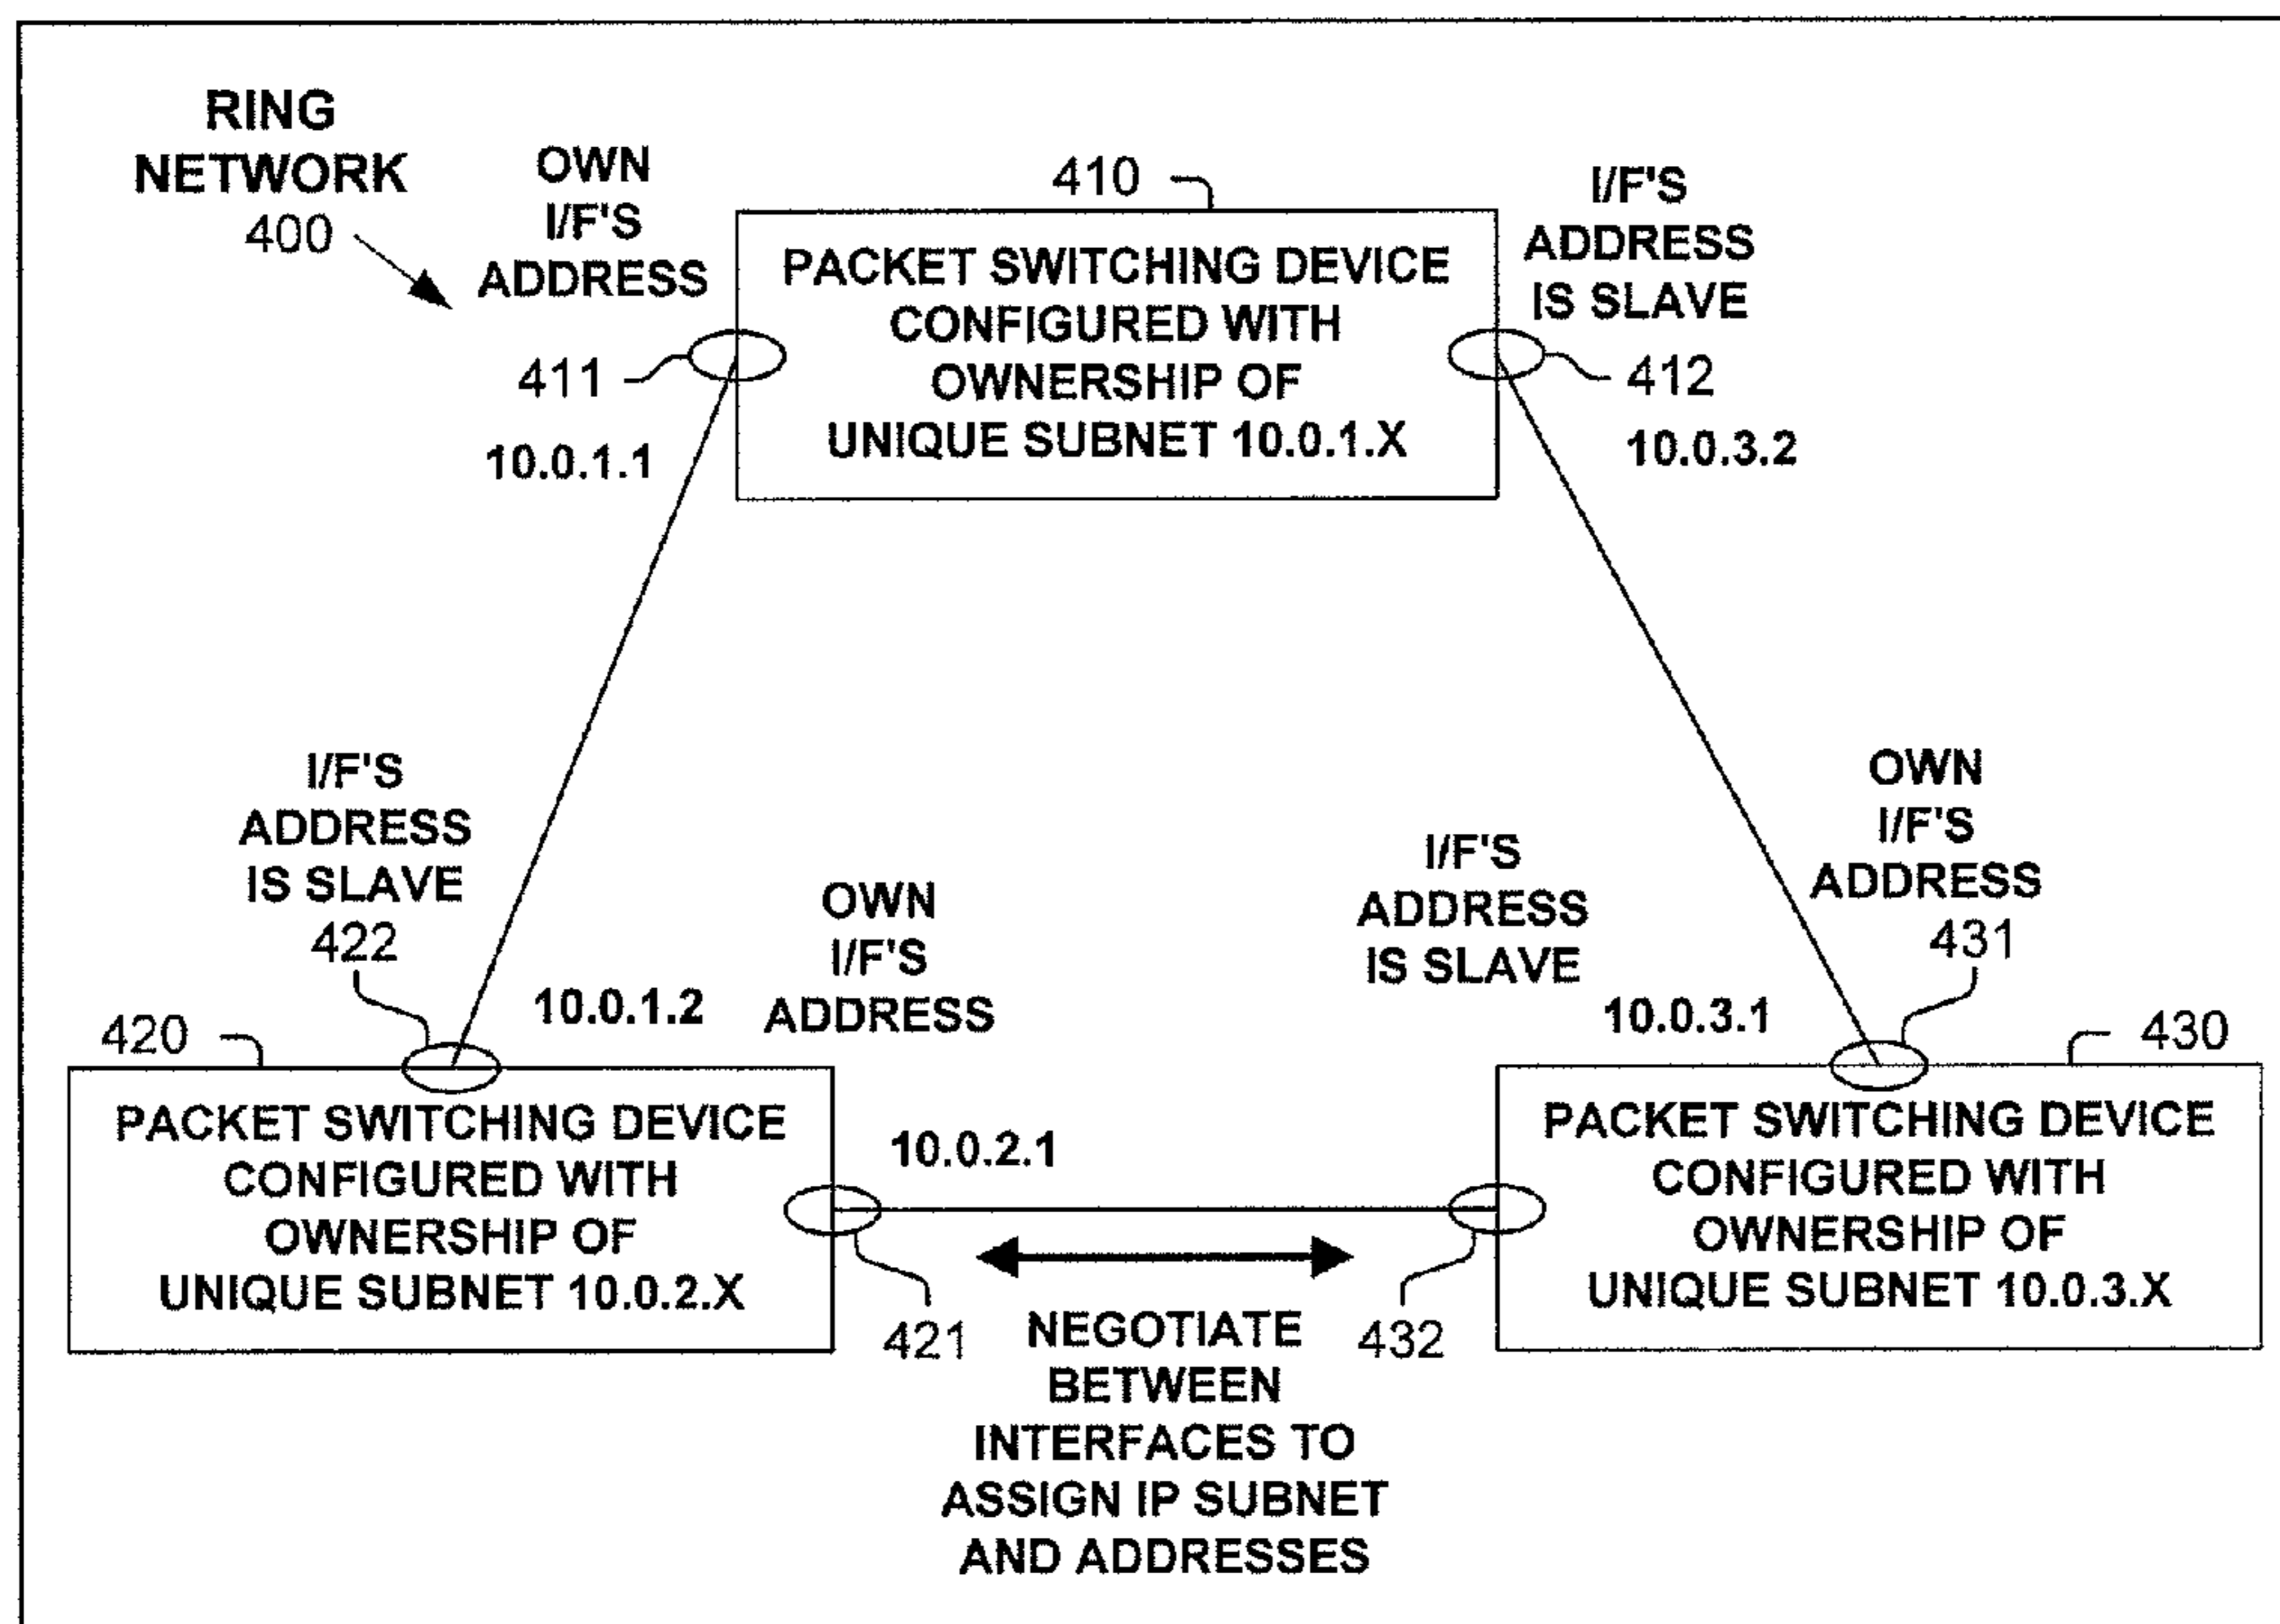 RING
NETWORK
400
OWN
I/F'S
ADDRESS
411
10.0.1.1
410
PACKET SWITCHING DEVICE
CONFIGURED WITH
OWNERSHIP OF
UNIQUE SUBNET 10.0.1.X
I/F'S
ADDRESS
IS SLAVE
412
10.0.3.2
I/F'S
ADDRESS
IS SLAVE
422
10.0.1.2
OWN
I/F'S
ADDRESS
I/F'S
ADDRESS
IS SLAVE
OWN
I/F'S
ADDRESS
431
10.0.3.1
420
PACKET SWITCHING DEVICE
CONFIGURED WITH
OWNERSHIP OF
UNIQUE SUBNET 10.0.2.X
10.0.2.1
421
432
NEGOTIATE
BETWEEN
INTERFACES TO
ASSIGN IP SUBNET
AND ADDRESSES
430
PACKET SWITCHING DEVICE
CONFIGURED WITH
OWNERSHIP OF
UNIQUE SUBNET 10.0.3.X